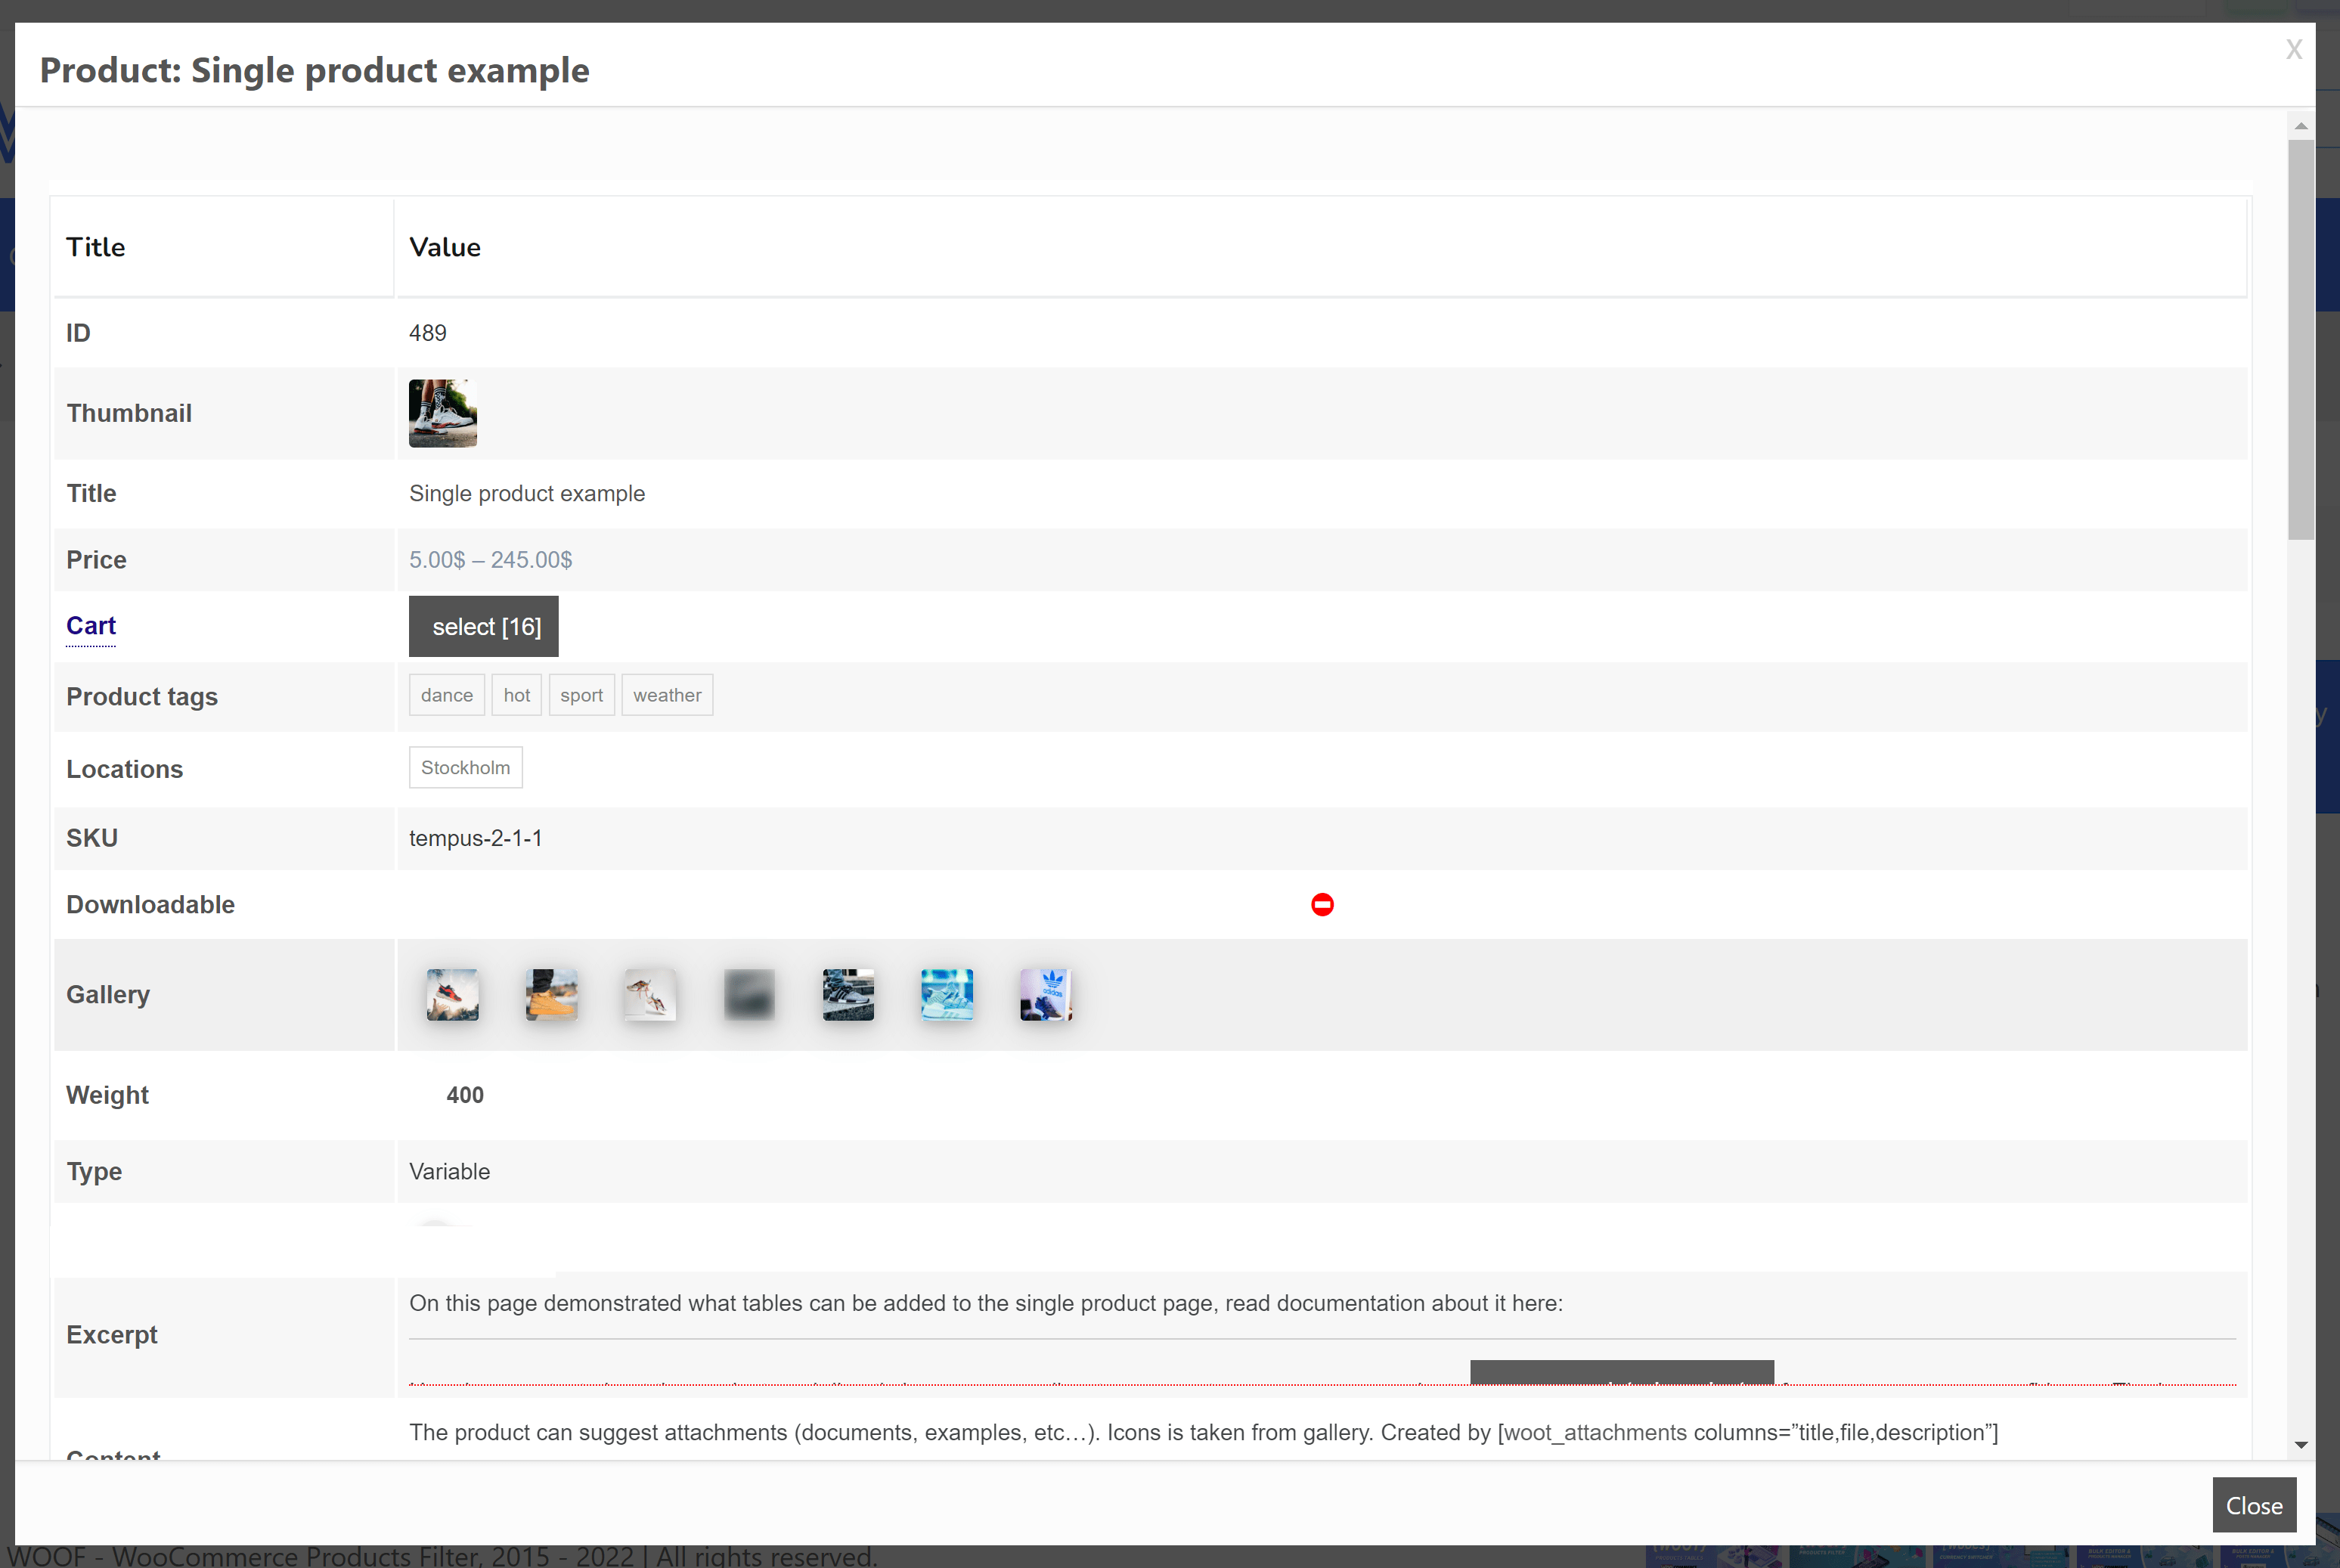 Product: Single product example
X
Title Value
ID 489
Thumbnail
Title Single product example
Price 5.00$ – 245.00$
Cart select [16]
Product tags dance hot sport weather
Locations Stockholm
SKU tempus-2-1-1
Downloadable
Gallery
adidas
Weight 400
Type Variable
Excerpt On this page demonstrated what tables can be added to the single product page, read documentation about it here:
Content The product can suggest attachments (documents, examples, etc…). Icons is taken from gallery. Created by [woot_attachments columns=”title,file,description”]
Close
WOOF - WooCommerce Products Filter, 2015 - 2022 | All rights reserved.